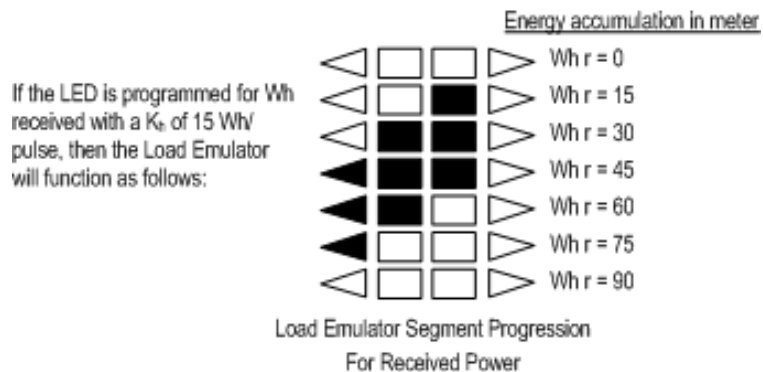 Energy accumulation in meter
Wh r = 0
If the LED is programmed for Wh
Wh r = 15
received with a Kh of 15 Wh/
Wh r = 30
pulse, then the Load Emulator
will function as follows:
Wh r = 45
Wh r = 60
Wh r = 75
Wh r = 90
Load Emulator Segment Progression
For Received Power